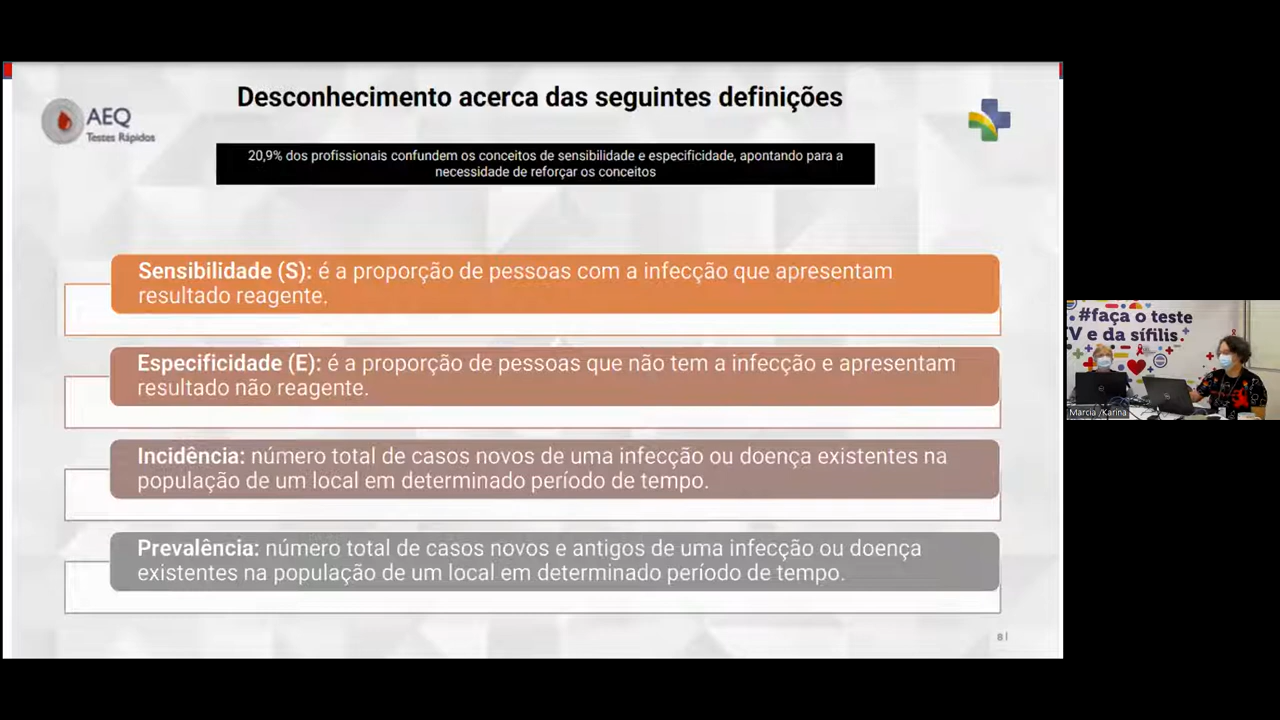 Desconhecimento acerca das seguintes definições
AEQ
Testes Rápidos
20,9% dos profissionais confundem os conceitos de sensibilidade e especificidade, apontando para a
necessidade de reforçar os conceitos
Sensibilidade (S): é a proporção de pessoas com a infecção que apresentam
resultado reagente.
Especificidade (E): é a proporção de pessoas que não tem a infecção e apresentam
resultado não reagente.
Incidência: número total de casos novos de uma infecção ou doença existentes na
população de um local em determinado período de tempo.
Prevalência: número total de casos novos e antigos de uma infecção ou doença
existentes na população de um local em determinado período de tempo.
8
#faça o teste
V e da sífilis.
Marcia /Karina